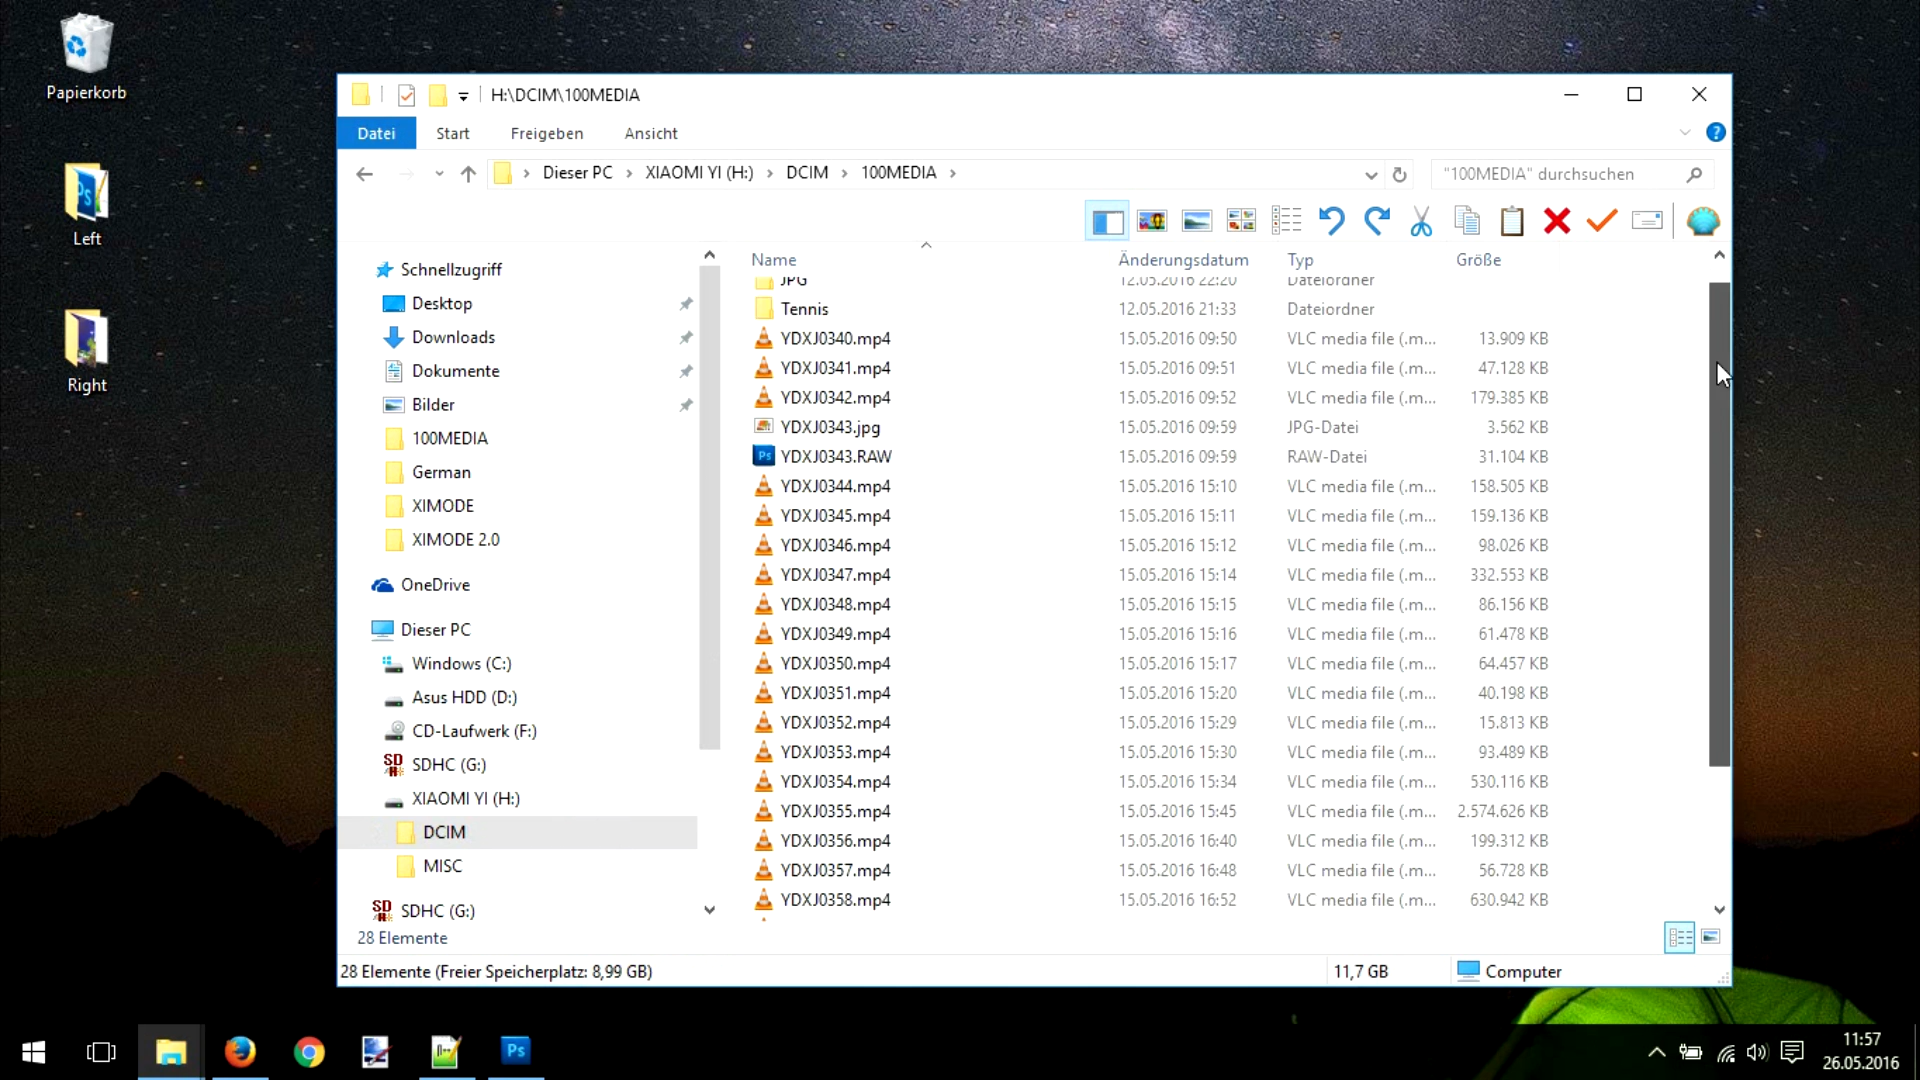 Papierkorb
Left
Right
H:\DCIM\100MEDIA
Datei Start Freigeben Ansicht
Dieser PC XIAOMI YI (H:) DCIM 100MEDIA
"100MEDIA" durchsuchen
Schnellzugriff
Desktop
Downloads
Dokumente
Bilder
100MEDIA
German
XIMODE
XIMODE 2.0
OneDrive
Dieser PC
Windows (C:)
Asus HDD (D:)
CD-Laufwerk (F:)
SDHC (G:)
XIAOMI YI (H:)
DCIM
MISC
SDHC (G:)
Name Änderungsdatum Typ Größe
JPG 12.05.2016 22:20 Dateiordner
Tennis 12.05.2016 21:33 Dateiordner
YDXJ0340.mp4 15.05.2016 09:50 VLC media file (.m... 13.909 KB
YDXJ0341.mp4 15.05.2016 09:51 VLC media file (.m... 47.128 KB
YDXJ0342.mp4 15.05.2016 09:52 VLC media file (.m... 179.385 KB
YDXJ0343.jpg 15.05.2016 09:59 JPG-Datei 3.562 KB
YDXJ0343.RAW 15.05.2016 09:59 RAW-Datei 31.104 KB
YDXJ0344.mp4 15.05.2016 15:10 VLC media file (.m... 158.505 KB
YDXJ0345.mp4 15.05.2016 15:11 VLC media file (.m... 159.136 KB
YDXJ0346.mp4 15.05.2016 15:12 VLC media file (.m... 98.026 KB
YDXJ0347.mp4 15.05.2016 15:14 VLC media file (.m... 332.553 KB
YDXJ0348.mp4 15.05.2016 15:15 VLC media file (.m... 86.156 KB
YDXJ0349.mp4 15.05.2016 15:16 VLC media file (.m... 61.478 KB
YDXJ0350.mp4 15.05.2016 15:17 VLC media file (.m... 64.457 KB
YDXJ0351.mp4 15.05.2016 15:20 VLC media file (.m... 40.198 KB
YDXJ0352.mp4 15.05.2016 15:29 VLC media file (.m... 15.813 KB
YDXJ0353.mp4 15.05.2016 15:30 VLC media file (.m... 93.489 KB
YDXJ0354.mp4 15.05.2016 15:34 VLC media file (.m... 530.116 KB
YDXJ0355.mp4 15.05.2016 15:45 VLC media file (.m... 2.574.626 KB
YDXJ0356.mp4 15.05.2016 16:40 VLC media file (.m... 199.312 KB
YDXJ0357.mp4 15.05.2016 16:48 VLC media file (.m... 56.728 KB
YDXJ0358.mp4 15.05.2016 16:52 VLC media file (.m... 630.942 KB
28 Elemente
28 Elemente (Freier Speicherplatz: 8,99 GB) 11,7 GB Computer
Ps
11:57
26.05.2016